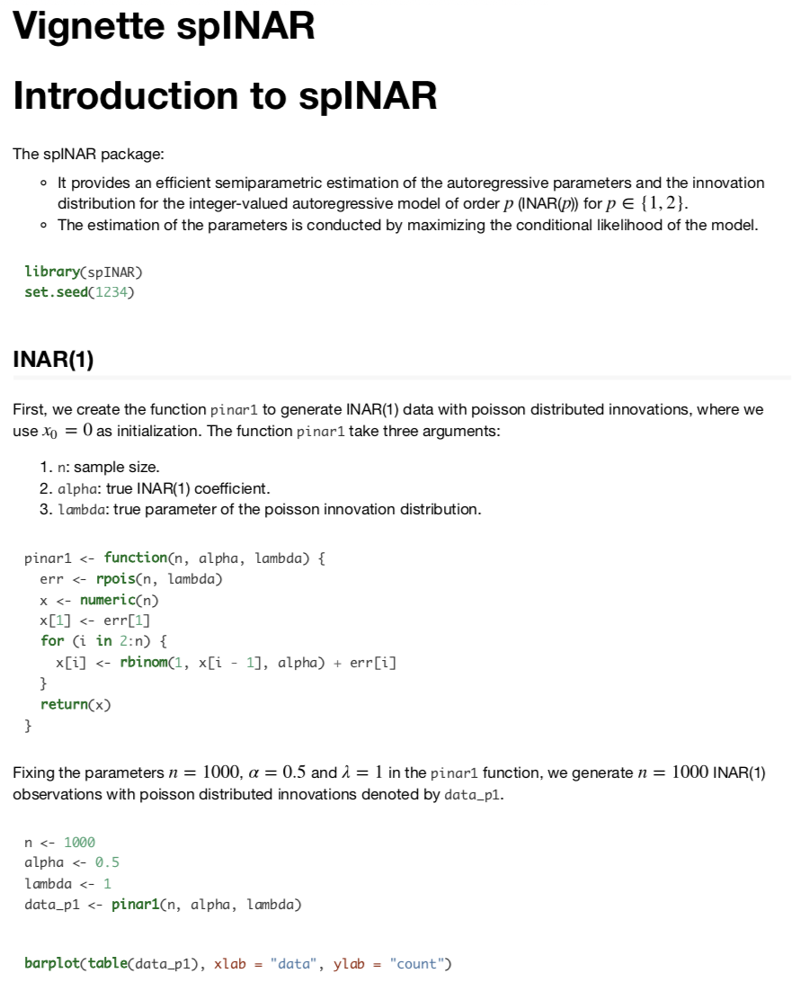 Vignette spINAR
Introduction to spINAR
The spINAR package:
∘ It provides an efficient semiparametric estimation of the autoregressive parameters and the innovation
distribution for the integer-valued autoregressive model of order p (INAR(p)) for p ∈ {1, 2}.
∘ The estimation of the parameters is conducted by maximizing the conditional likelihood of the model.
library(spINAR)
set.seed(1234)
INAR(1)
First, we create the function pinar1 to generate INAR(1) data with poisson distributed innovations, where we
use x₀ = 0 as initialization. The function pinar1 take three arguments:
1. n: sample size.
2. alpha: true INAR(1) coefficient.
3. lambda: true parameter of the poisson innovation distribution.
pinar1 <- function(n, alpha, lambda) {
  err <- rpois(n, lambda)
  x <- numeric(n)
  x[1] <- err[1]
  for (i in 2:n) {
    x[i] <- rbinom(1, x[i - 1], alpha) + err[i]
  }
  return(x)
}
Fixing the parameters n = 1000, α = 0.5 and λ = 1 in the pinar1 function, we generate n = 1000 INAR(1)
observations with poisson distributed innovations denoted by data_p1.
n <- 1000
alpha <- 0.5
lambda <- 1
data_p1 <- pinar1(n, alpha, lambda)
barplot(table(data_p1), xlab = "data", ylab = "count")